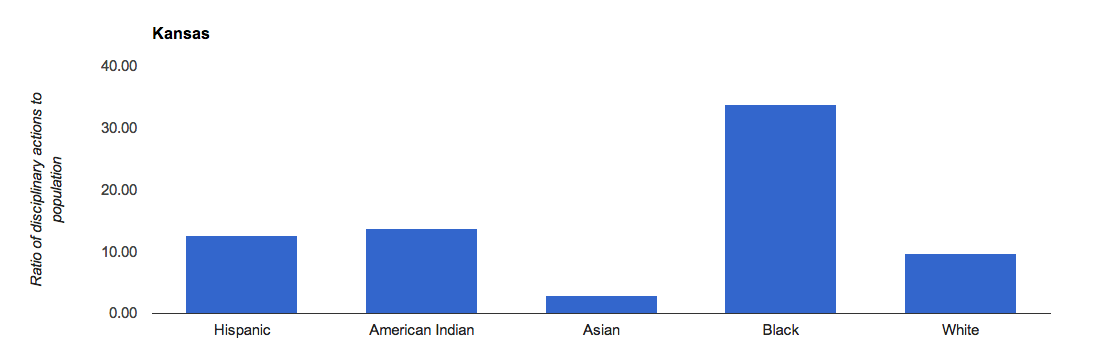 Kansas
Ratio of disciplinary actions to
population
40.00
30.00
20.00
10.00
0.00
Hispanic
American Indian
Asian
Black
White